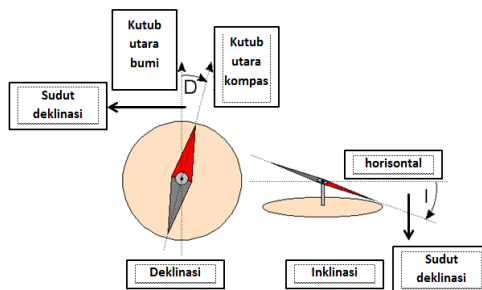 Kutub
utara
bumi
Kutub
utara
kompas
D
Sudut
deklinasi
horisontal
I
Deklinasi
Inklinasi
Sudut
deklinasi